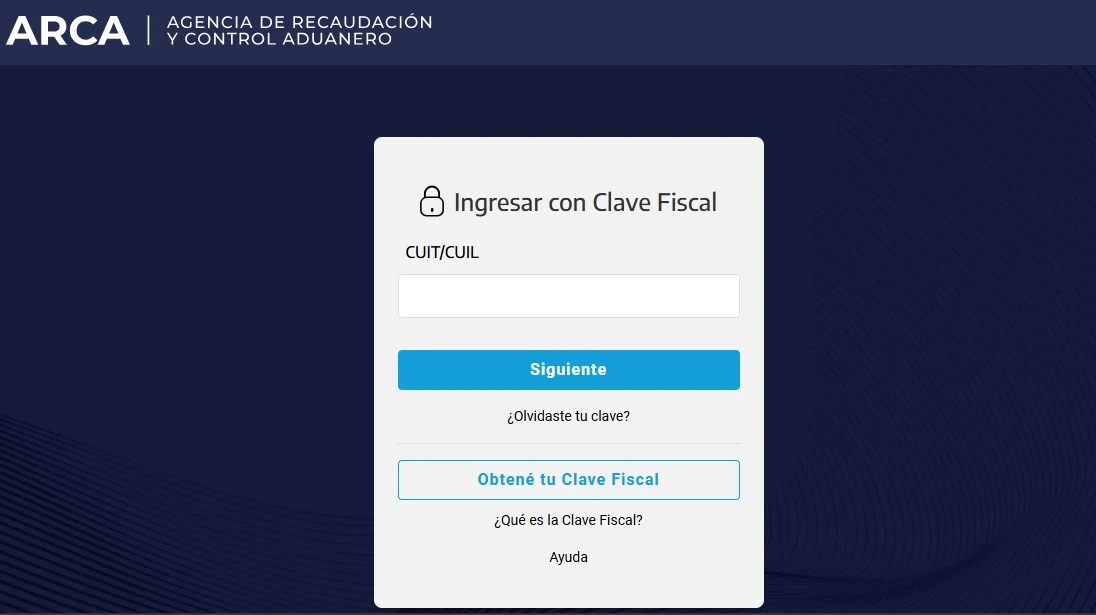 ARCA
AGENCIA DE RECAUDACIÓN
Y CONTROL ADUANERO
Ingresar con Clave Fiscal
CUIT/CUIL
Siguiente
¿Olvidaste tu clave?
Obtené tu Clave Fiscal
¿Qué es la Clave Fiscal?
Ayuda